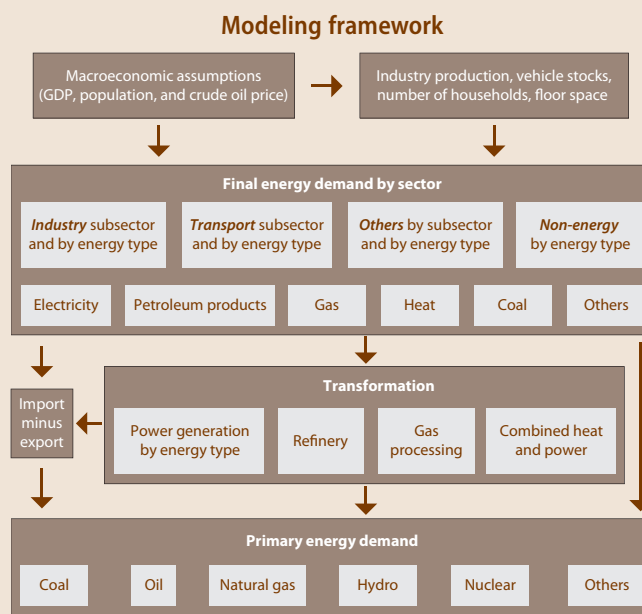 Modeling framework
Macroeconomic assumptions
(GDP, population, and crude oil price)
Industry production, vehicle stocks,
number of households, floor space
Final energy demand by sector
Industry subsector
and by energy type
Transport subsector
and by energy type
Others by subsector
and by energy type
Non-energy
by energy type
Electricity
Petroleum products
Gas
Heat
Coal
Others
Import
minus
export
Transformation
Power generation
by energy type
Refinery
Gas
processing
Combined heat
and power
Primary energy demand
Coal
Oil
Natural gas
Hydro
Nuclear
Others